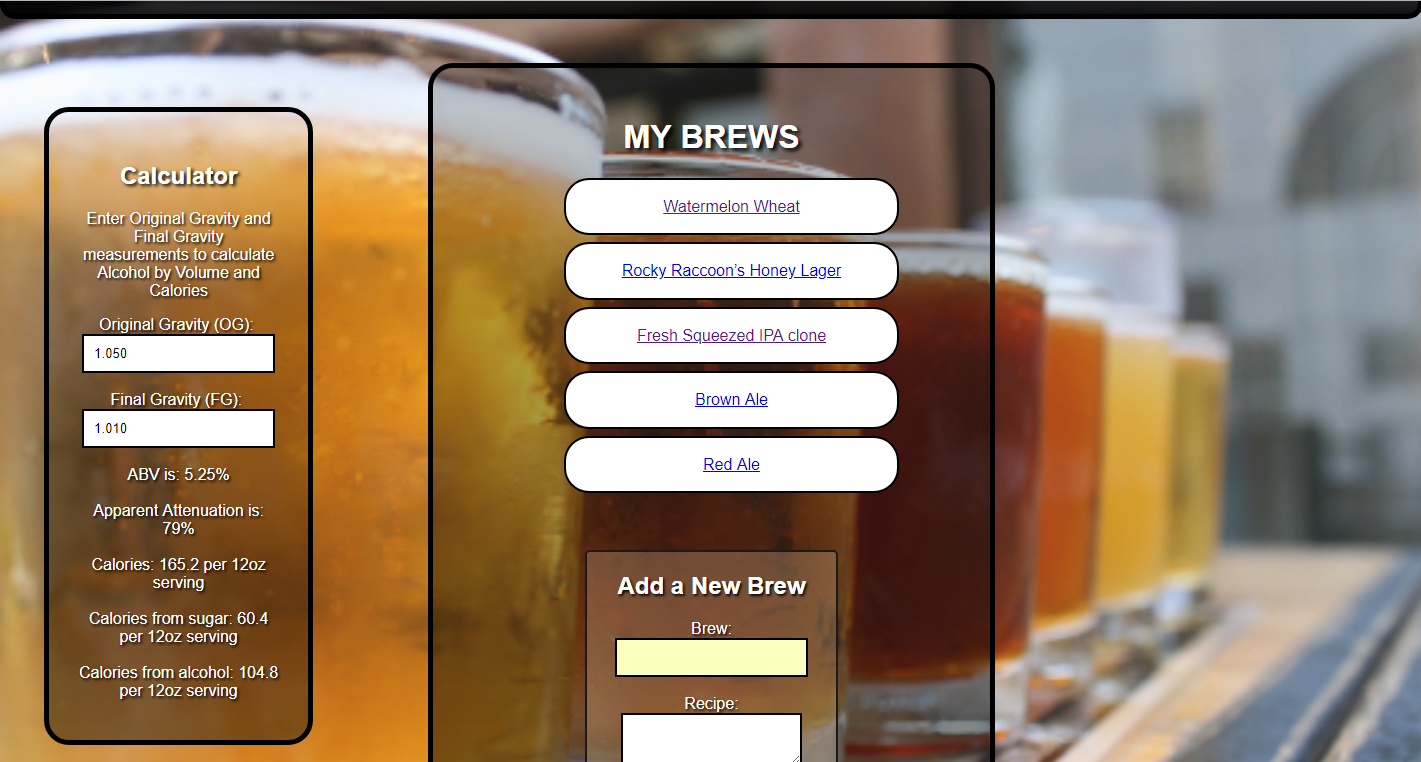 Calculator
Enter Original Gravity and
Final Gravity
measurements to calculate
Alcohol by Volume and
Calories
Original Gravity (OG):
1.050
Final Gravity (FG):
1.010
ABV is: 5.25%
Apparent Attenuation is:
79%
Calories: 165.2 per 12oz
serving
Calories from sugar: 60.4
per 12oz serving
Calories from alcohol: 104.8
per 12oz serving
MY BREWS
Watermelon Wheat
Rocky Raccoon's Honey Lager
Fresh Squeezed IPA clone
Brown Ale
Red Ale
Add a New Brew
Brew:
Recipe: